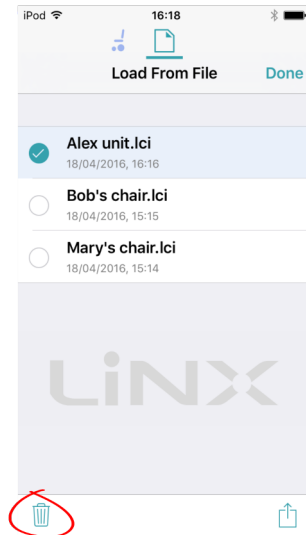 iPod 16:18
Load From File Done
Alex unit.lci
18/04/2016, 16:16
Bob's chair.lci
18/04/2016, 15:15
Mary's chair.lci
18/04/2016, 15:14
LiNX